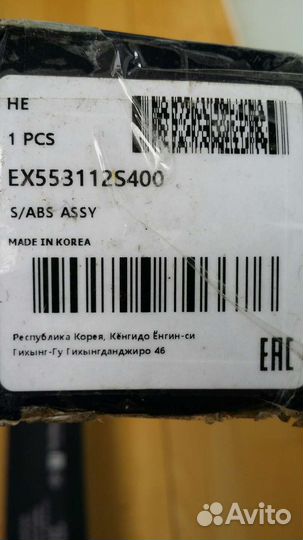 HE
1 PCS
EX553112S400
S/ABS ASSY
MADE IN KOREA
Республика Корея, Кёнгидо Ёнгин-си
Гихынг-Гу Гихынгданджиро 46
EAC
Avito